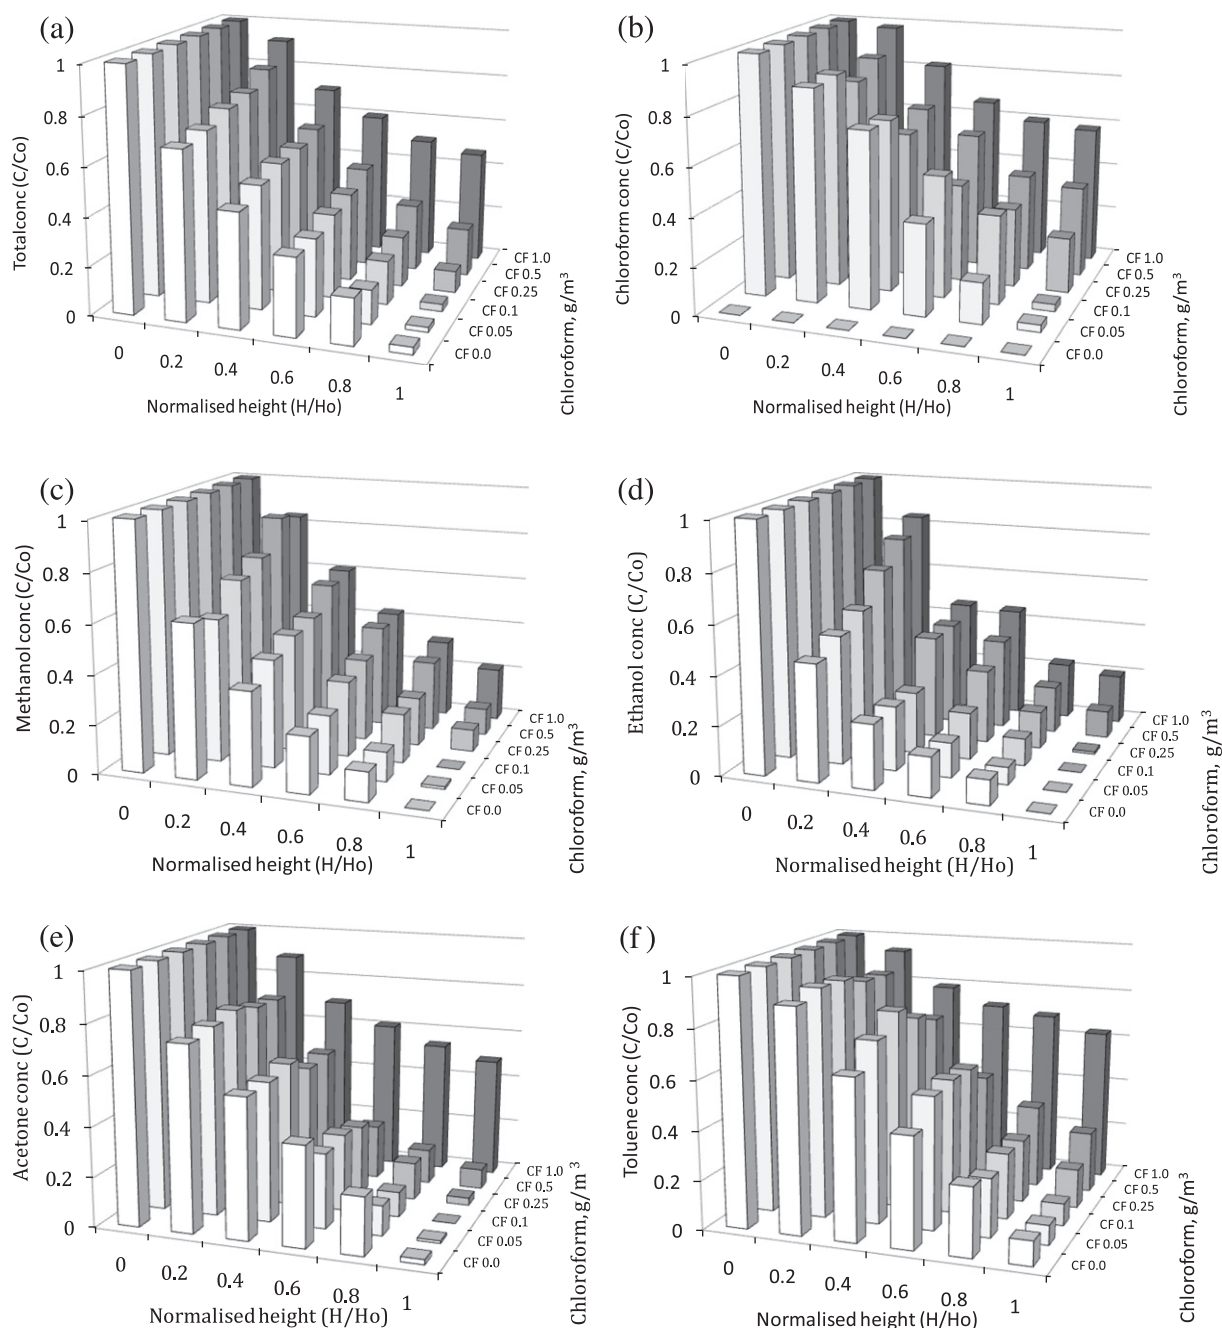 (a)
1
0.8
0.6
0.4
0.2
0
Totalconc (C/Co)
0
0.2
0.4
0.6
0.8
1
Normalised height (H/Ho)
CF 1.0
CF 0.5
CF 0.25
CF 0.1
CF 0.05
CF 0.0
Chloroform, g/m³
(b)
1
0.8
0.6
0.4
0.2
0
Chloroform conc (C/Co)
0
0.2
0.4
0.6
0.8
1
Normalised height (H/Ho)
CF 1.0
CF 0.5
CF 0.25
CF 0.1
CF 0.05
CF 0.0
Chloroform, g/m³
(c)
1
0.8
0.6
0.4
0.2
0
Methanol conc (C/Co)
0
0.2
0.4
0.6
0.8
1
Normalised height (H/Ho)
CF 1.0
CF 0.5
CF 0.25
CF 0.1
CF 0.05
CF 0.0
Chloroform, g/m³
(d)
1
0.8
0.6
0.4
0.2
0
Ethanol conc (C/Co)
0
0.2
0.4
0.6
0.8
1
Normalised height (H/Ho)
CF 1.0
CF 0.5
CF 0.25
CF 0.1
CF 0.05
CF 0.0
Chloroform, g/m³
(e)
1
0.8
0.6
0.4
0.2
0
Acetone conc (C/Co)
0
0.2
0.4
0.6
0.8
1
Normalised height (H/Ho)
CF 1.0
CF 0.5
CF 0.25
CF 0.1
CF 0.05
CF 0.0
Chloroform, g/m³
(f)
1
0.8
0.6
0.4
0.2
0
Toluene conc (C/Co)
0
0.2
0.4
0.6
0.8
1
Normalised height (H/Ho)
CF 1.0
CF 0.5
CF 0.25
CF 0.1
CF 0.05
CF 0.0
Chloroform, g/m³